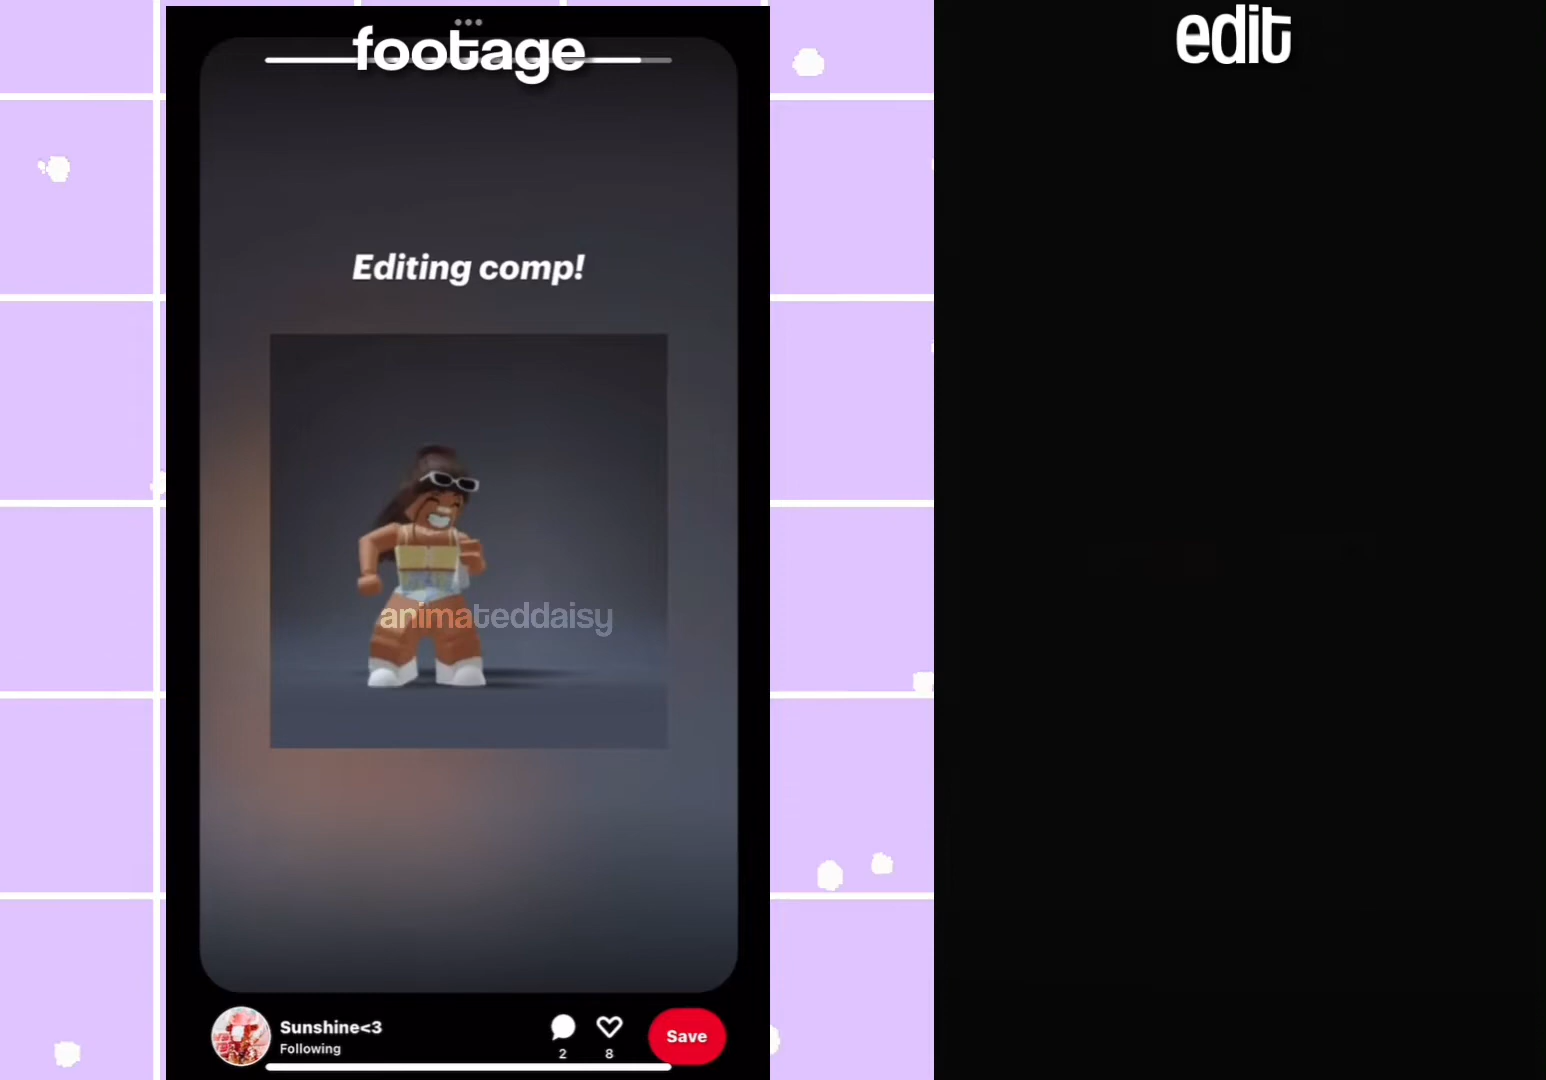 footage
edit
Editing comp!
animateddaisy
Sunshine<3
Following
2
8
Save